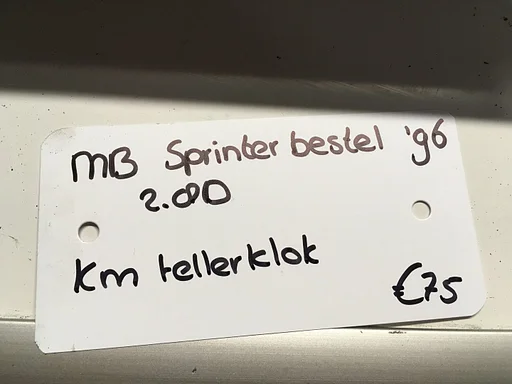 MB Sprinter bestel '96
2.0D
Km tellerklok
€75